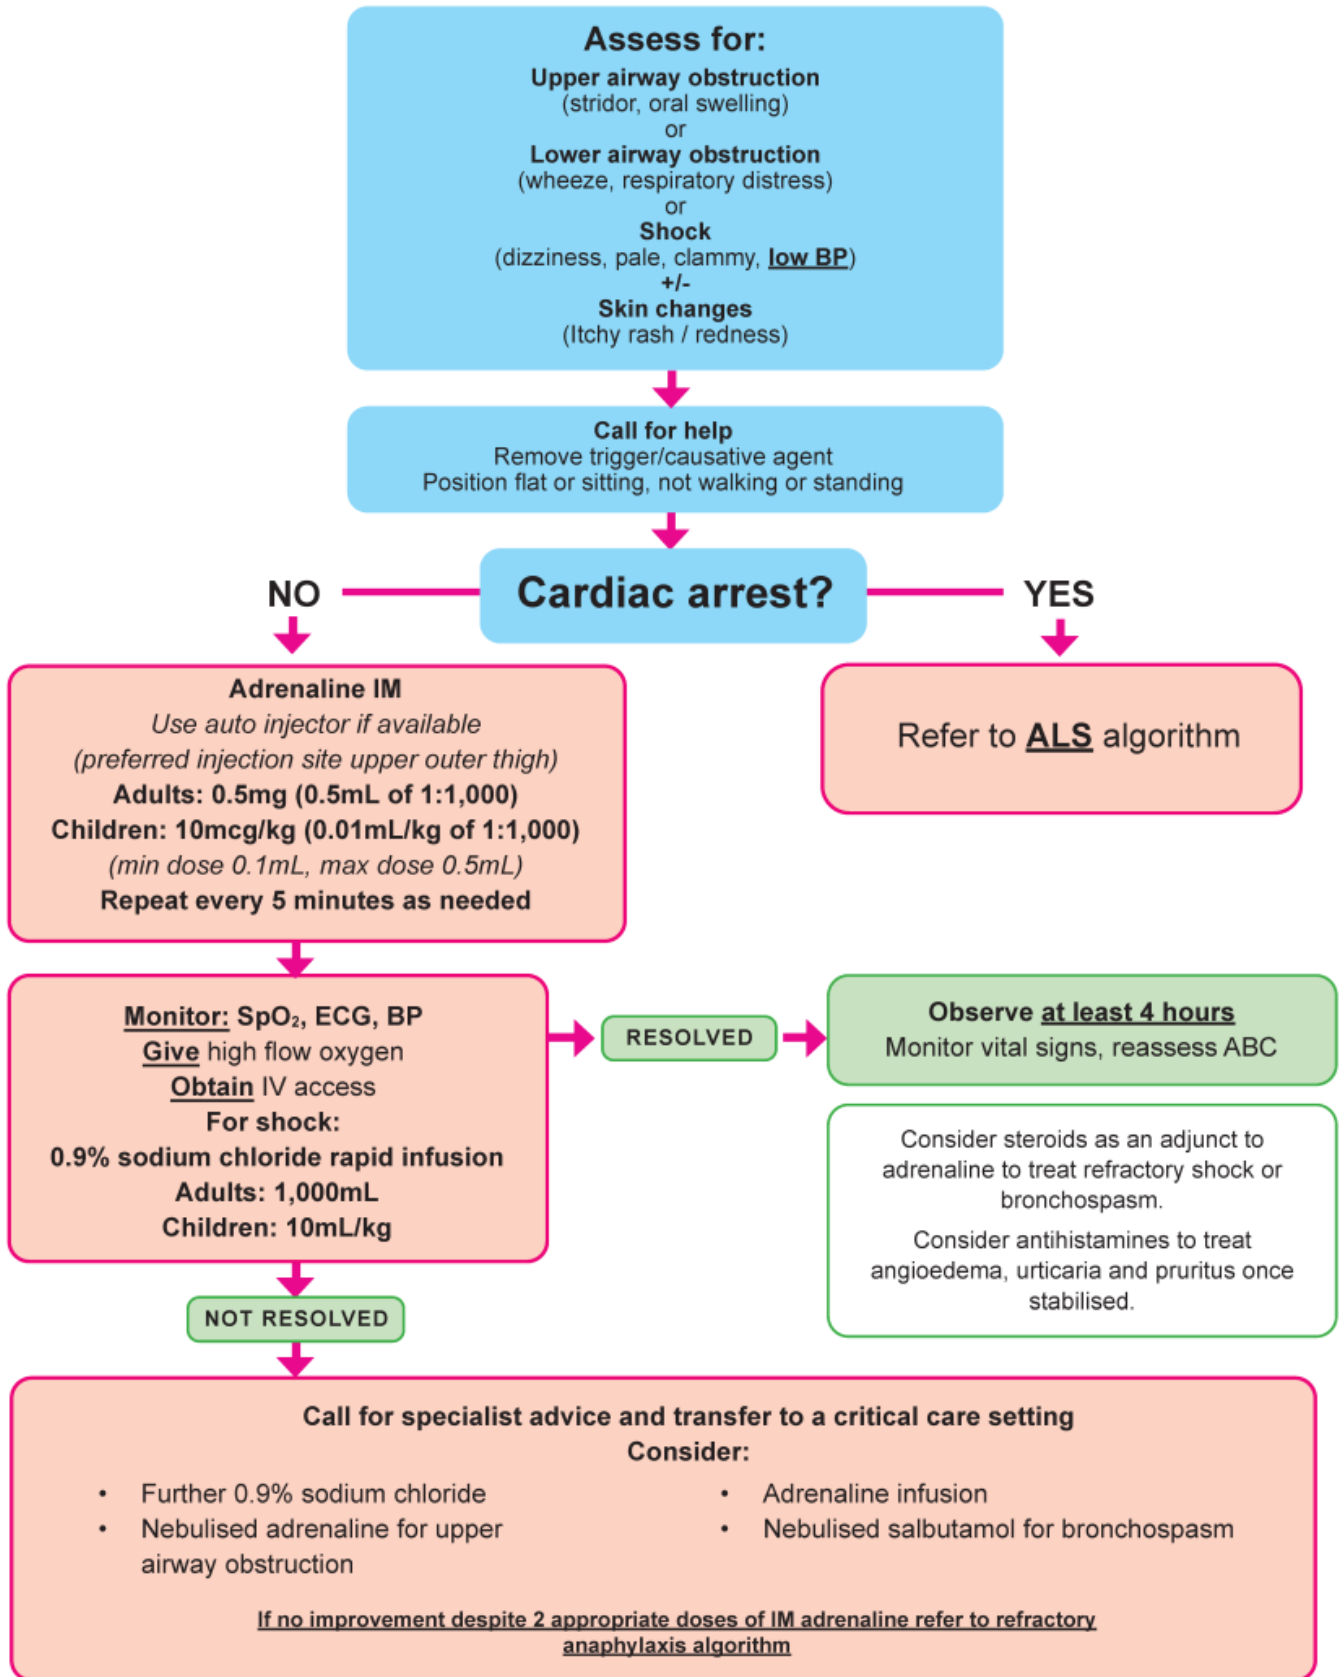 Assess for:
Upper airway obstruction
(stridor, oral swelling)
or
Lower airway obstruction
(wheeze, respiratory distress)
or
Shock
(dizziness, pale, clammy, low BP)
+/-
Skin changes
(Itchy rash / redness)
Call for help
Remove trigger/causative agent
Position flat or sitting, not walking or standing
Cardiac arrest?
NO
YES
Adrenaline IM
Use auto injector if available
(preferred injection site upper outer thigh)
Adults: 0.5mg (0.5mL of 1:1,000)
Children: 10mcg/kg (0.01mL/kg of 1:1,000)
(min dose 0.1mL, max dose 0.5mL)
Repeat every 5 minutes as needed
Refer to ALS algorithm
Monitor: SpO₂, ECG, BP
Give high flow oxygen
Obtain IV access
For shock:
0.9% sodium chloride rapid infusion
Adults: 1,000mL
Children: 10mL/kg
RESOLVED
Observe at least 4 hours
Monitor vital signs, reassess ABC
Consider steroids as an adjunct to
adrenaline to treat refractory shock or
bronchospasm.
Consider antihistamines to treat
angioedema, urticaria and pruritus once
stabilised.
NOT RESOLVED
Call for specialist advice and transfer to a critical care setting
Consider:
• Further 0.9% sodium chloride
• Nebulised adrenaline for upper
airway obstruction
• Adrenaline infusion
• Nebulised salbutamol for bronchospasm
If no improvement despite 2 appropriate doses of IM adrenaline refer to refractory
anaphylaxis algorithm